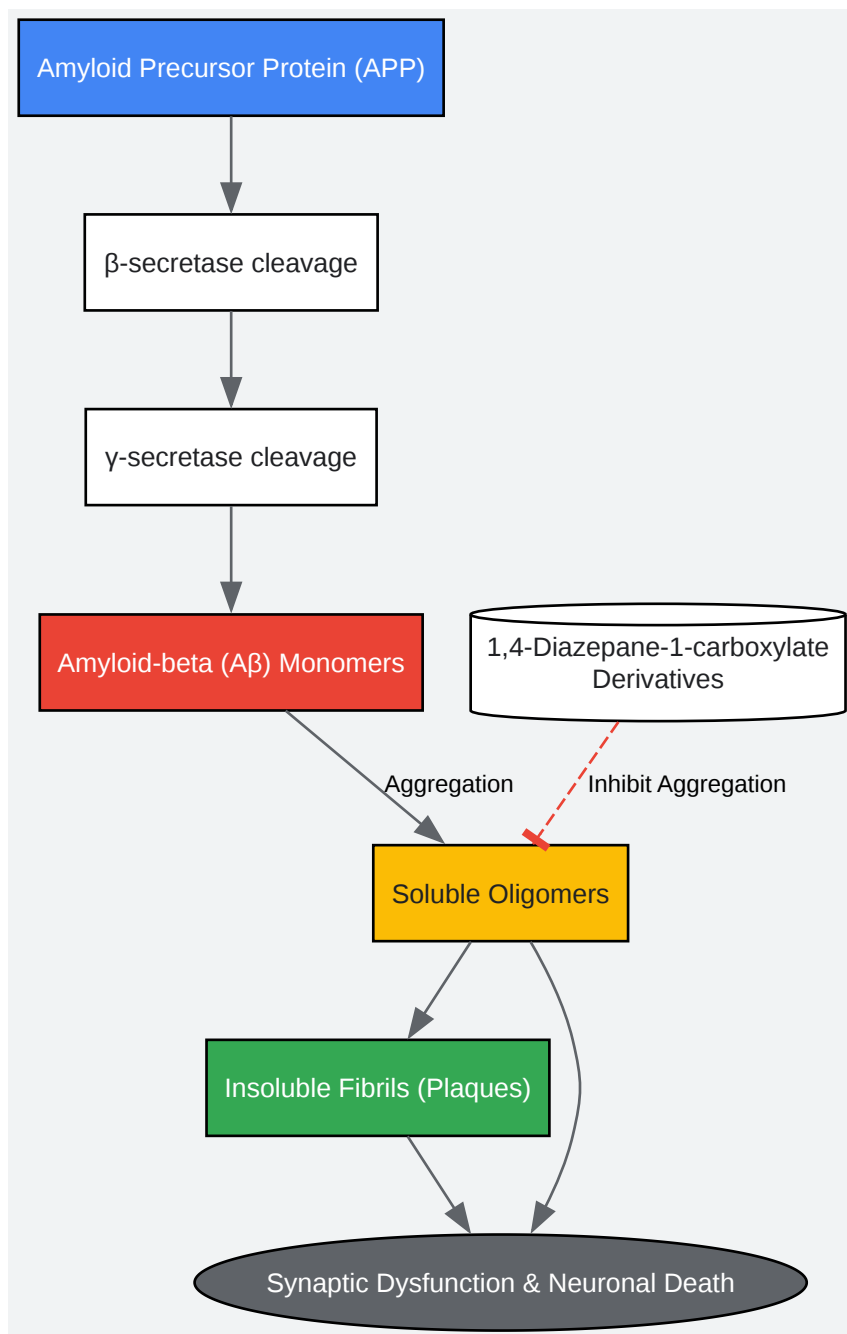 Amyloid Precursor Protein (APP)
β-secretase cleavage
γ-secretase cleavage
Amyloid-beta (Aβ) Monomers
1,4-Diazepane-1-carboxylate
Derivatives
Aggregation
Inhibit Aggregation
Soluble Oligomers
Insoluble Fibrils (Plaques)
Synaptic Dysfunction & Neuronal Death